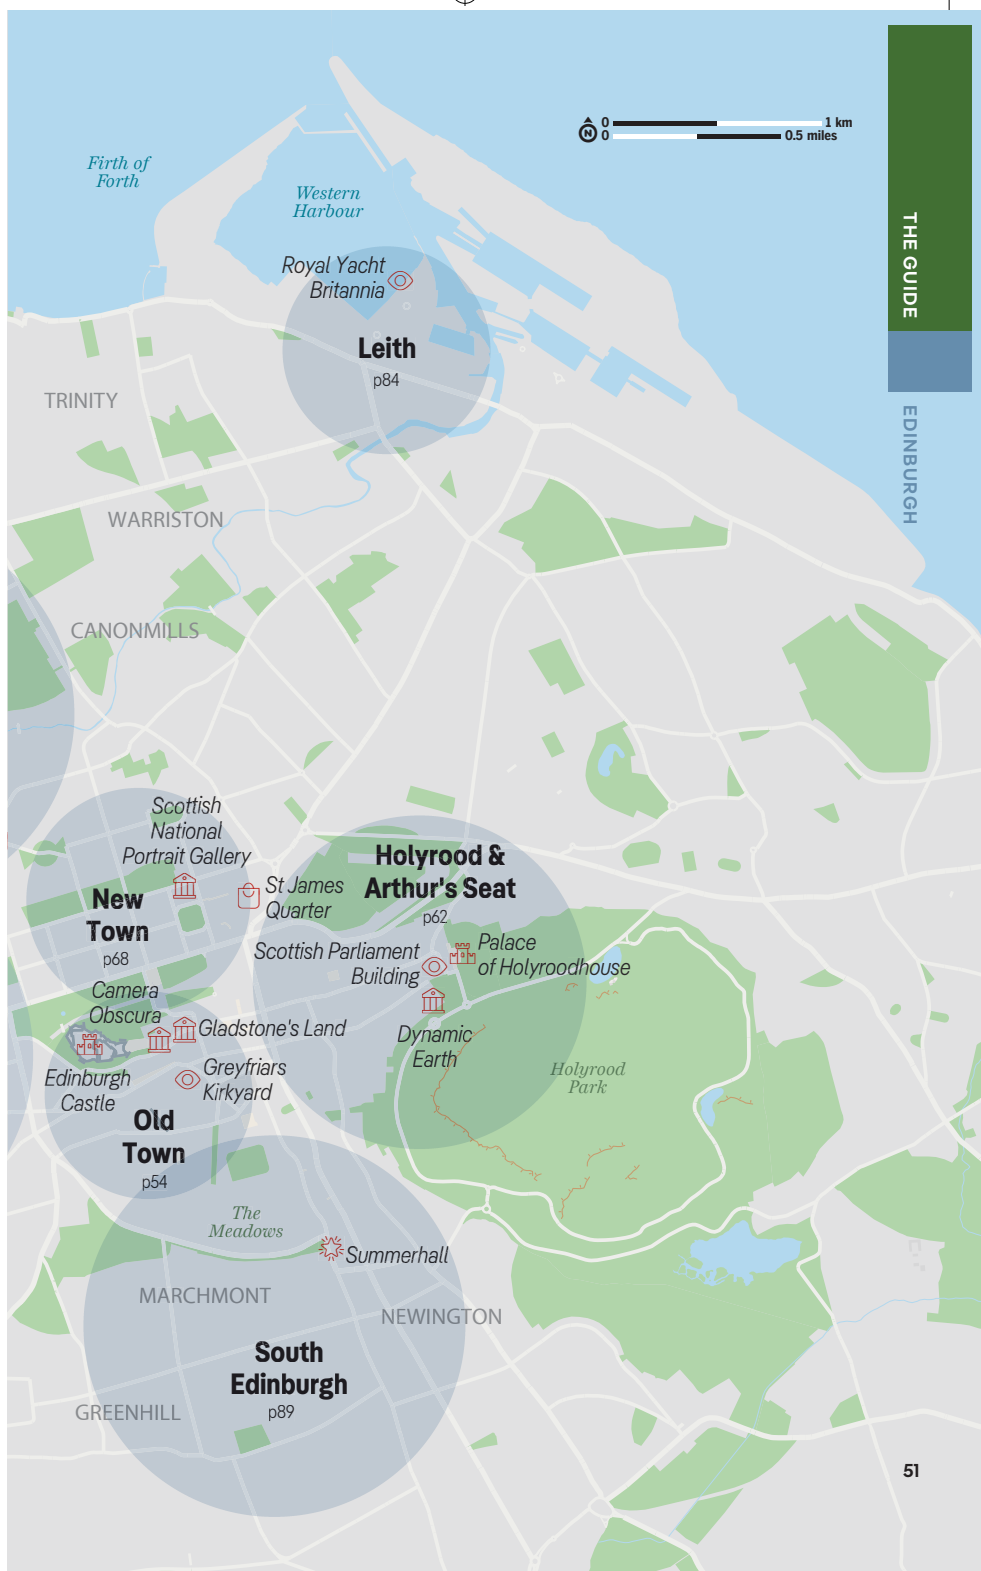 Firth of
Forth
Western
Harbour
N
0
1 km
0
0.5 miles
THE GUIDE
EDINBURGH
Royal Yacht
Britannia
Leith
p84
TRINITY
WARRISTON
CANONMILLS
Scottish
National
Portrait Gallery
St James
Quarter
New
Town
p68
Holyrood &
Arthur's Seat
p62
Scottish Parliament
Building
Palace
of Holyroodhouse
Dynamic
Earth
Holyrood
Park
Camera
Obscura
Gladstone's Land
Edinburgh
Castle
Greyfriars
Kirkyard
Old
Town
p54
The
Meadows
Summerhall
MARCHMONT
NEWINGTON
South
Edinburgh
p89
GREENHILL
51